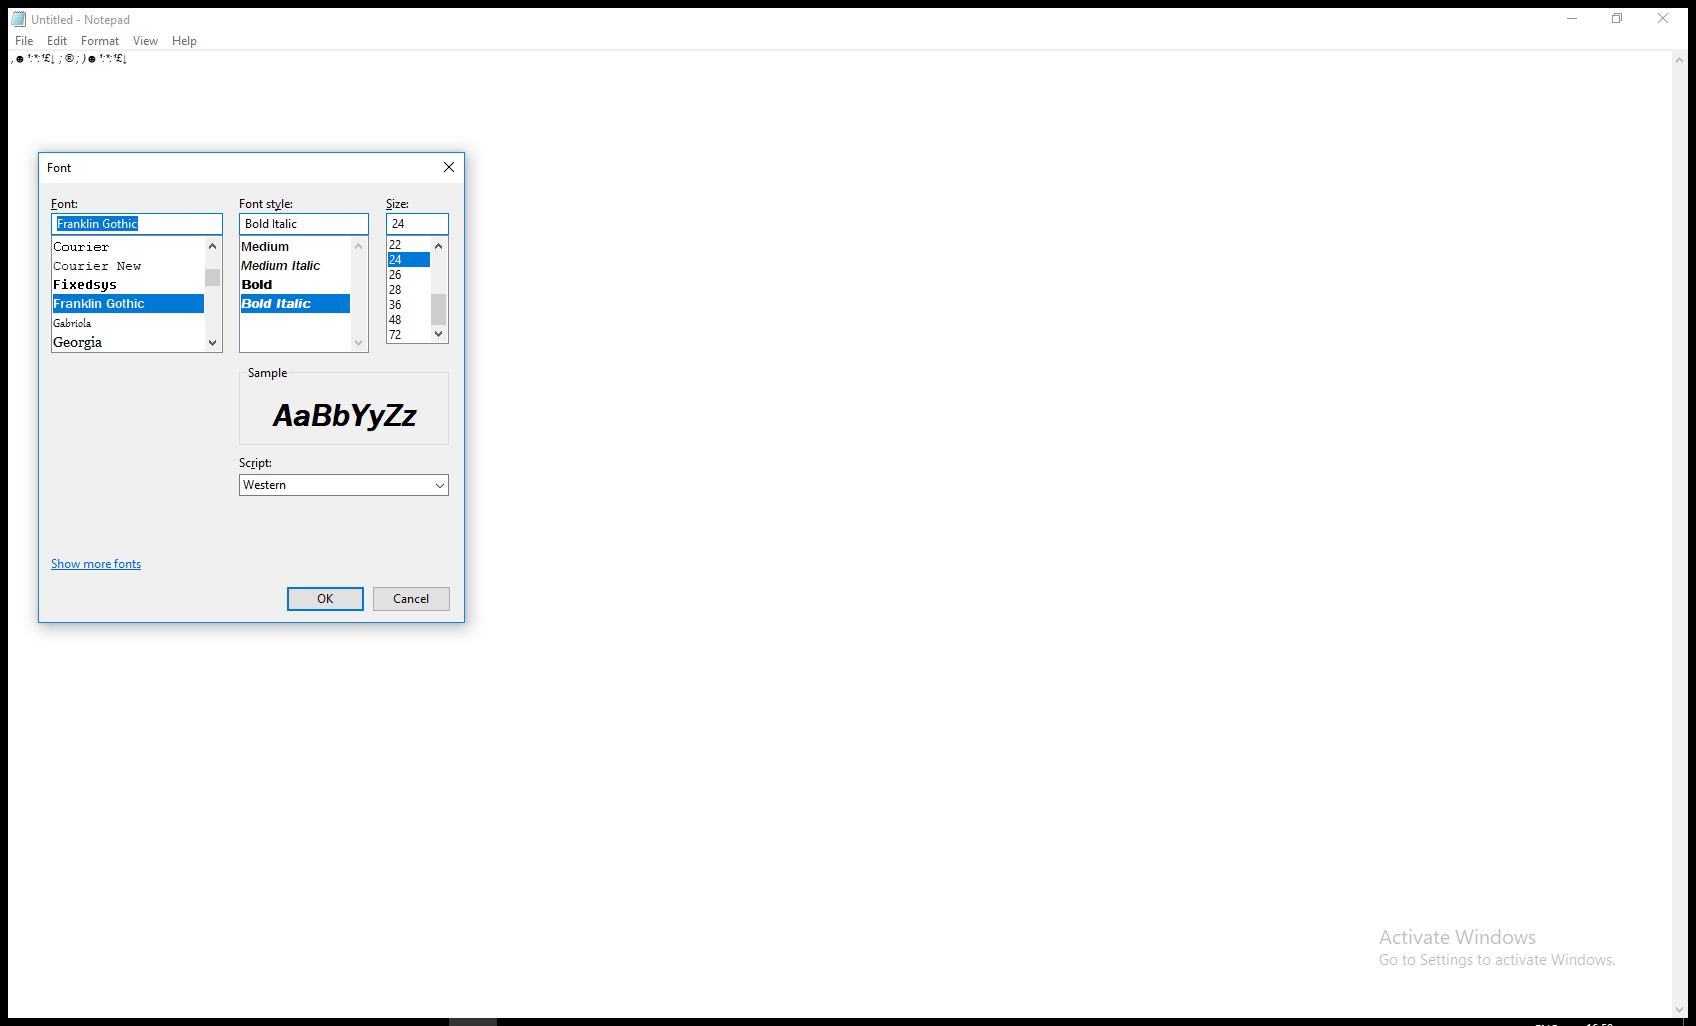 Untitled - Notepad
File Edit Format View Help
Font
Font: Font style: Size:
Franklin Gothic Bold Italic 24
Courier
Courier New
Fixedsys
Franklin Gothic
Gabriola
Georgia
Medium
Medium Italic
Bold
Bold Italic
22
24
26
28
36
48
72
Sample
AaBbYyZz
Script:
Western
Show more fonts
OK Cancel
Activate Windows
Go to Settings to activate Windows.